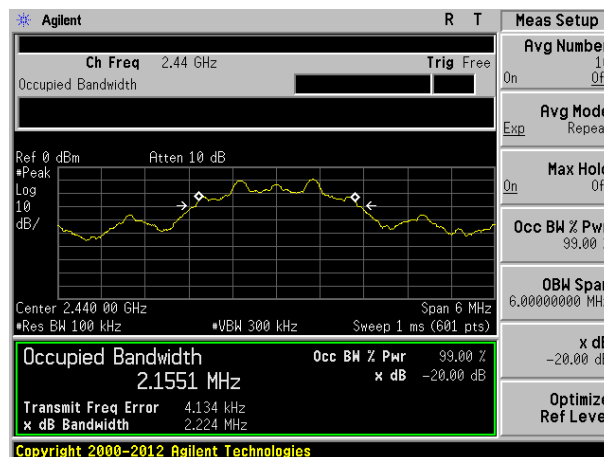 Agilent R T Meas Setup
Ch Freq 2.44 GHz Trig Free
Occupied Bandwidth
Avg Number
On
Avg Mode
Exp
Ref 0 dBm Atten 10 dB
#Peak
Log
10
dB/
Max Hold
On
Occ BW % Pwr
99.00
OBW Span
6.00000000
Center 2.440 00 GHz Span 6 MHz
#Res BW 100 kHz #VBW 300 kHz Sweep 1 ms (601 pts)
Occupied Bandwidth Occ BW % Pwr 99.00 %
2.1551 MHz x dB -20.00 dB
Transmit Freq Error 4.134 kHz
x dB Bandwidth 2.224 MHz
x dB
-20.00 dB
Optimize
Ref Level
Copyright 2000-2012 Agilent Technologies